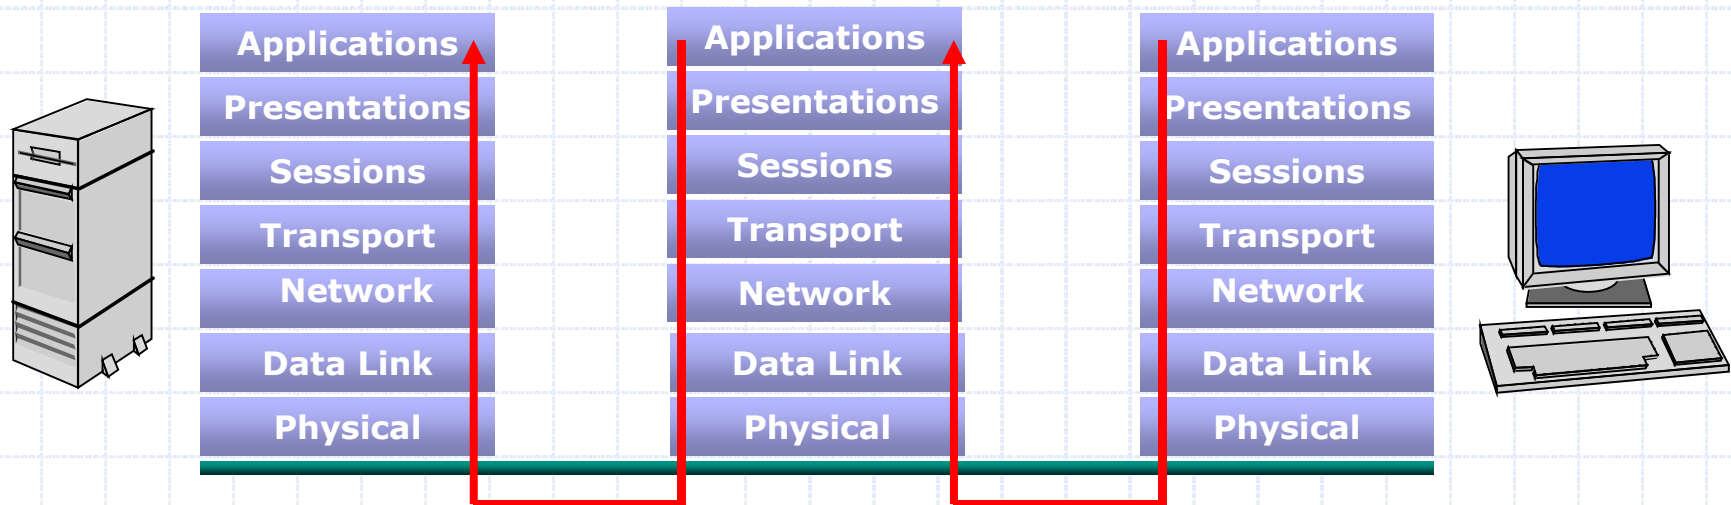 Applications
Presentations
Sessions
Transport
Network
Data Link
Physical
Applications
Presentations
Sessions
Transport
Network
Data Link
Physical
Applications
Presentations
Sessions
Transport
Network
Data Link
Physical